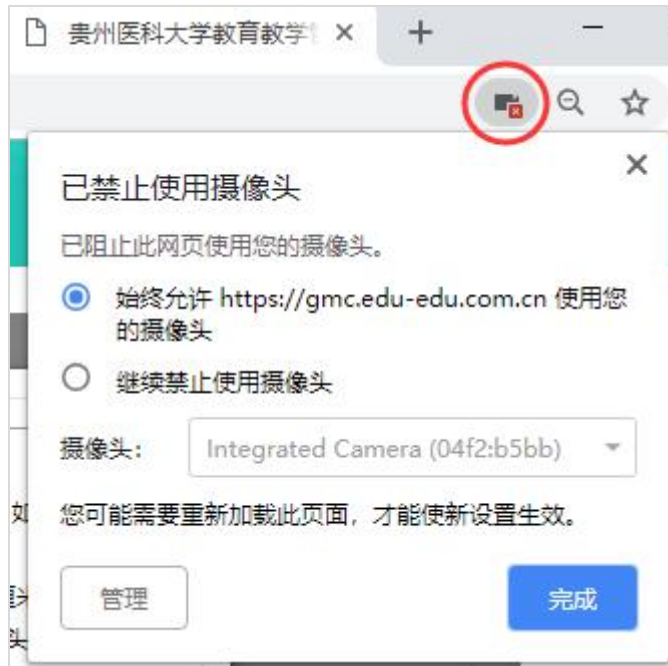 贵州医科大学教育教学
已禁止使用摄像头
已阻止此网页使用您的摄像头。
始终允许 https://gmc.edu-edu.com.cn 使用您
的摄像头
继续禁止使用摄像头
摄像头: Integrated Camera (04f2:b5bb)
如
您可能需要重新加载此页面，才能使新设置生效。
管理 完成
头